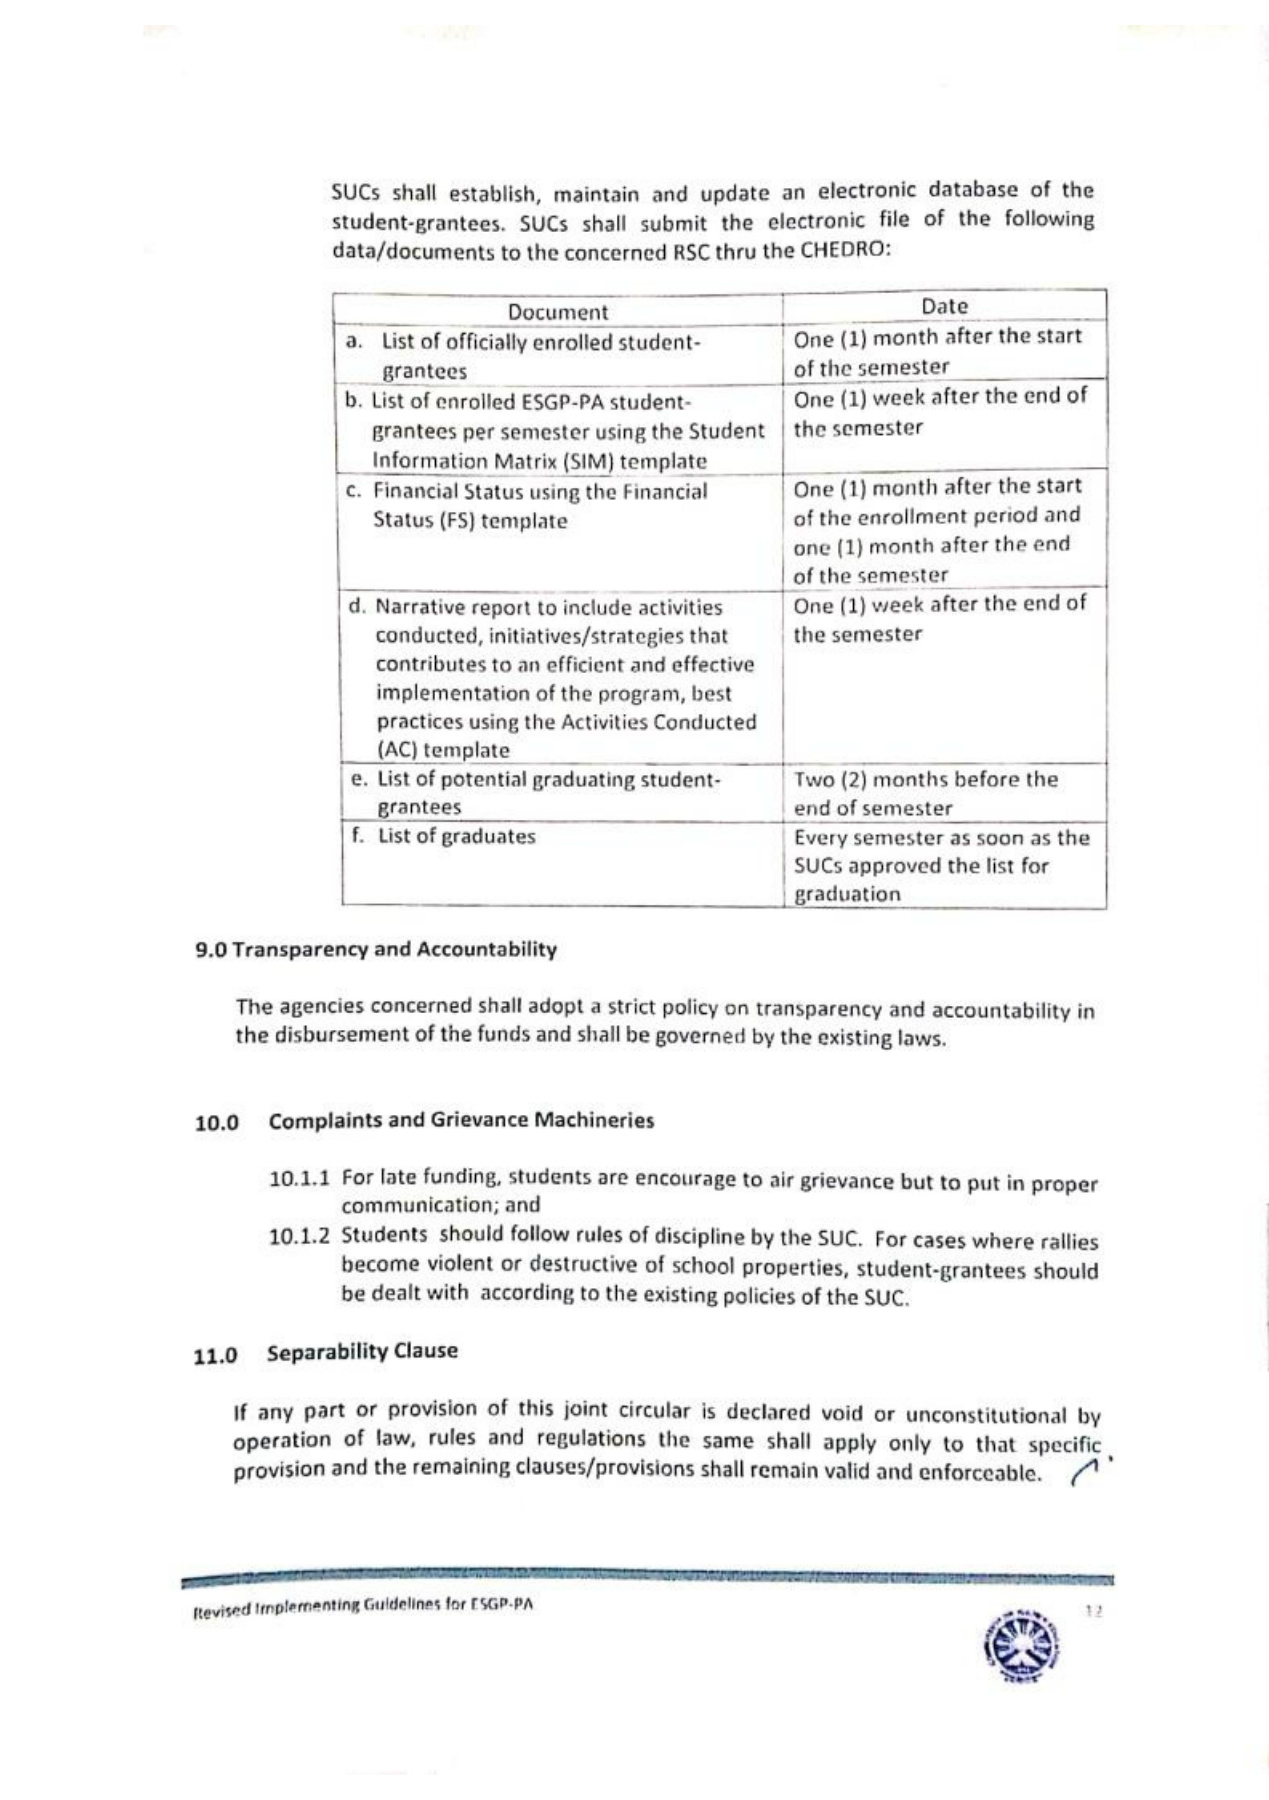 SUCs shall establish, maintain and update an electronic database of the
student-grantees. SUCs shall submit the electronic file of the following
data/documents to the concerned RSC thru the CHEDRO:
Document
Date
a. List of officially enrolled student-
grantees
One (1) month after the start
of the semester
b. List of enrolled ESGP-PA student-
grantees per semester using the Student
Information Matrix (SIM) template
One (1) week after the end of
the semester
c. Financial Status using the Financial
Status (FS) template
One (1) month after the start
of the enrollment period and
one (1) month after the end
of the semester
d. Narrative report to include activities
conducted, initiatives/strategies that
contributes to an efficient and effective
implementation of the program, best
practices using the Activities Conducted
(AC) template
One (1) week after the end of
the semester
e. List of potential graduating student-
grantees
Two (2) months before the
end of semester
f. List of graduates
Every semester as soon as the
SUCs approved the list for
graduation
9.0 Transparency and Accountability
The agencies concerned shall adopt a strict policy on transparency and accountability in
the disbursement of the funds and shall be governed by the existing laws.
10.0 Complaints and Grievance Machineries
10.1.1 For late funding, students are encourage to air grievance but to put in proper
communication; and
10.1.2 Students should follow rules of discipline by the SUC. For cases where rallies
become violent or destructive of school properties, student-grantees should
be dealt with according to the existing policies of the SUC.
11.0 Separability Clause
If any part or provision of this joint circular is declared void or unconstitutional by
operation of law, rules and regulations the same shall apply only to that specific
provision and the remaining clauses/provisions shall remain valid and enforceable.
Revised Implementing Guidelines for ESGP-PA
12